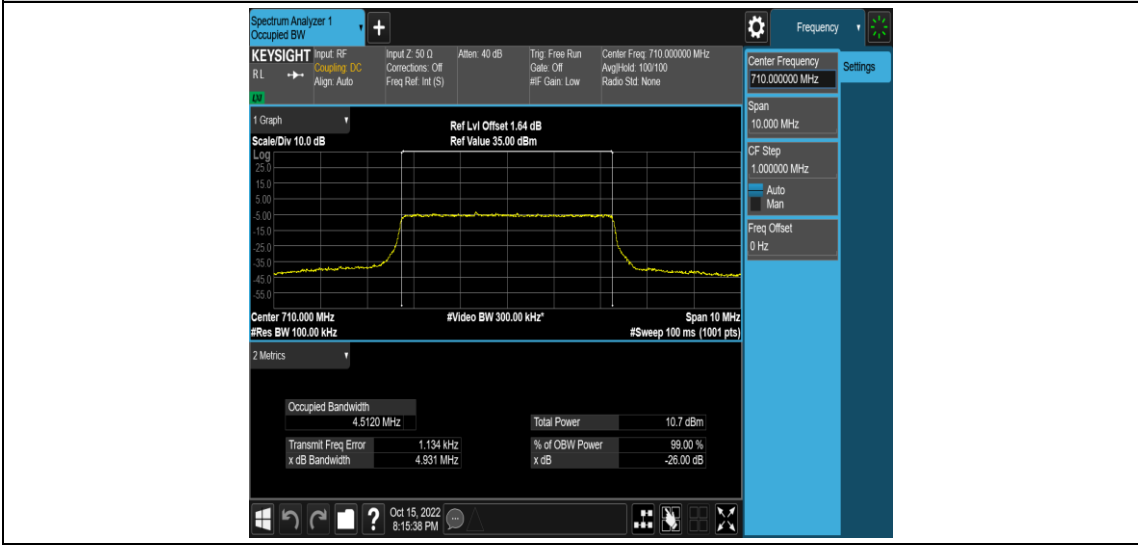 Spectrum Analyzer 1
Occupied BW
+
Frequency
KEYSIGHT
RL
LM
Input: RF
Coupling: DC
Align: Auto
Input Z: 50 Ω
Corrections: Off
Freq Ref: Int (S)
Atten: 40 dB
Trig: Free Run
Gate: Off
#IF Gain: Low
Center Freq: 710.000000 MHz
Avg|Hold: 100/100
Radio Std: None
Center Frequency
710.000000 MHz
Settings
Span
10.000 MHz
CF Step
1.000000 MHz
Auto
Man
Freq Offset
0 Hz
1 Graph
Scale/Div 10.0 dB
Ref Lvl Offset 1.64 dB
Ref Value 35.00 dBm
Log
25.0
15.0
5.00
-5.00
-15.0
-25.0
-35.0
-45.0
-55.0
Center 710.000 MHz
#Video BW 300.00 kHz*
Span 10 MHz
#Res BW 100.00 kHz
#Sweep 100 ms (1001 pts)
2 Metrics
Occupied Bandwidth
4.5120 MHz
Total Power 10.7 dBm
Transmit Freq Error 1.134 kHz
% of OBW Power 99.00 %
x dB Bandwidth 4.931 MHz
x dB -26.00 dB
?
Oct 15, 2022
8:15:38 PM